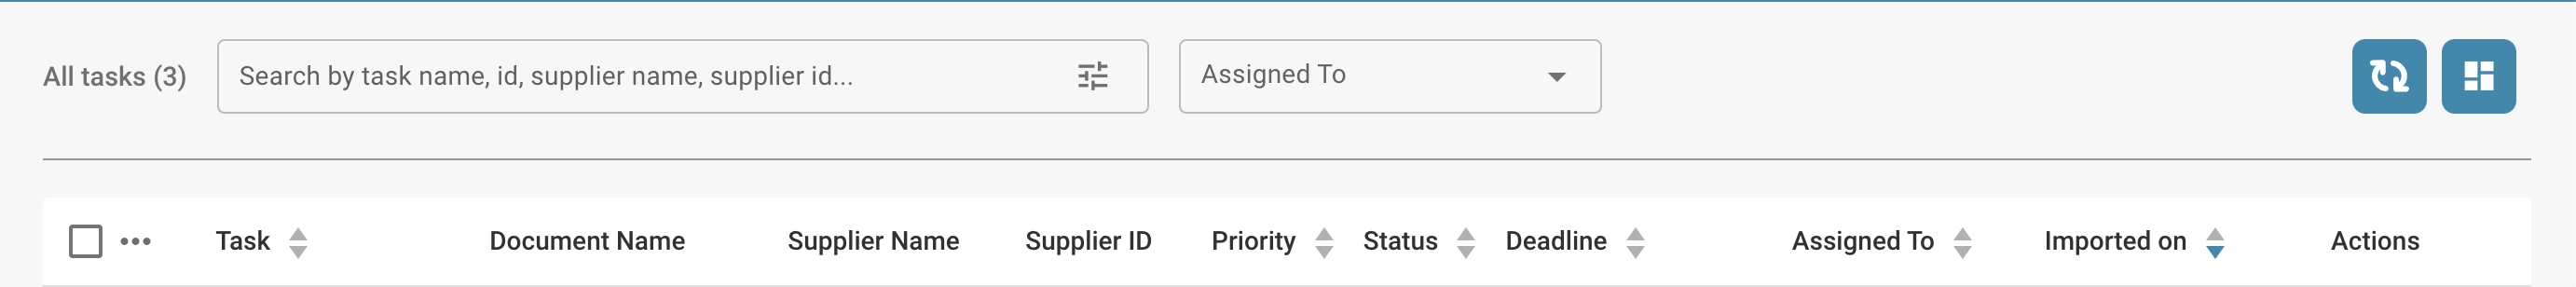 All tasks (3)
Search by task name, id, supplier name, supplier id...
Assigned To
Task Document Name Supplier Name Supplier ID Priority Status Deadline Assigned To Imported on Actions